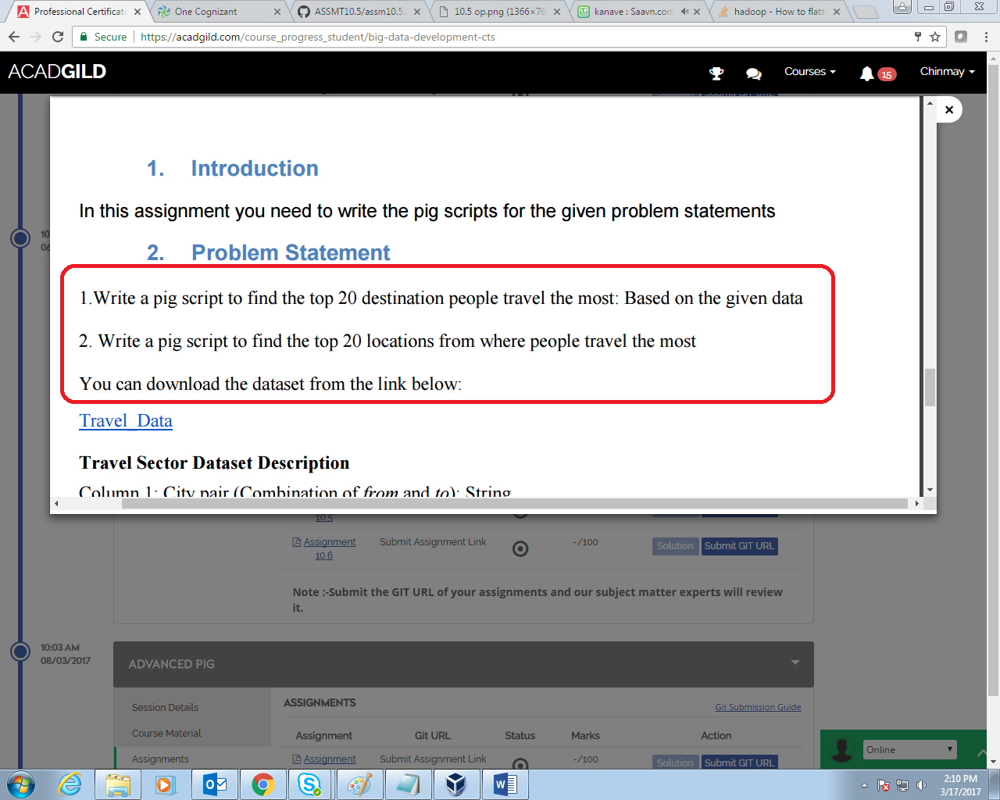 Professional Certificati
One Cognizant
ASSMT10.5/assm10.5.
10.5 op.png (1366×76
kanave : Saavn.com
hadoop - How to flatt
Secure
https://acadgild.com/course_progress_student/big-data-development-cts
ACADGILD
Courses
15
Chinmay
Submit GIT URL
1. Introduction
In this assignment you need to write the pig scripts for the given problem statements
2. Problem Statement
1.Write a pig script to find the top 20 destination people travel the most: Based on the given data
2. Write a pig script to find the top 20 locations from where people travel the most
You can download the dataset from the link below:
Travel_Data
Travel Sector Dataset Description
Column 1: City pair (Combination of from and to): String
10.5
Assignment 10.6
Submit Assignment Link
-/100
Solution
Submit GIT URL
Note :-Submit the GIT URL of your assignments and our subject matter experts will review
it.
10:03 AM
08/03/2017
ADVANCED PIG
Session Details
Course Material
Assignments
ASSIGNMENTS
Git Submission Guide
Assignment Git URL Status Marks Action
Assignment
Submit Assignment Link
-/100
Solution
Submit GIT URL
Online
2:10 PM
3/17/2017